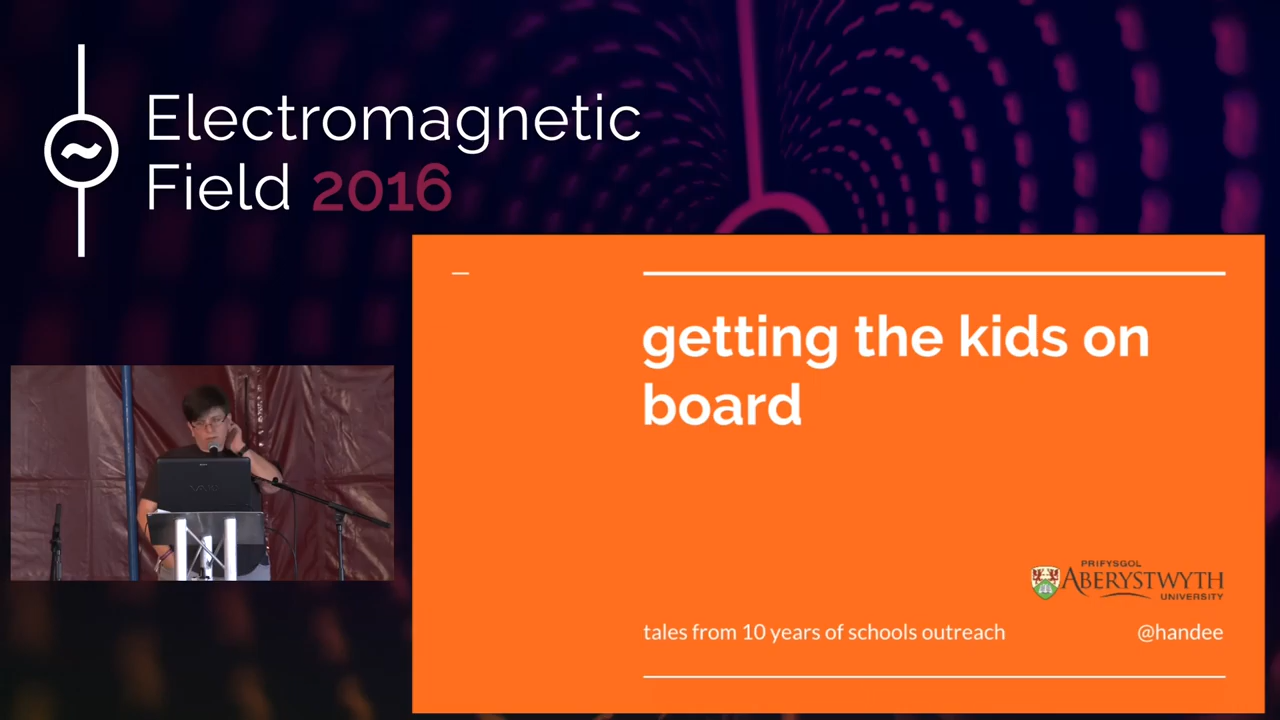 Electromagnetic
Field 2016
getting the kids on
board
PRIFYSGOL
ABERYSTWYTH
UNIVERSITY
tales from 10 years of schools outreach
@handee
VAIO